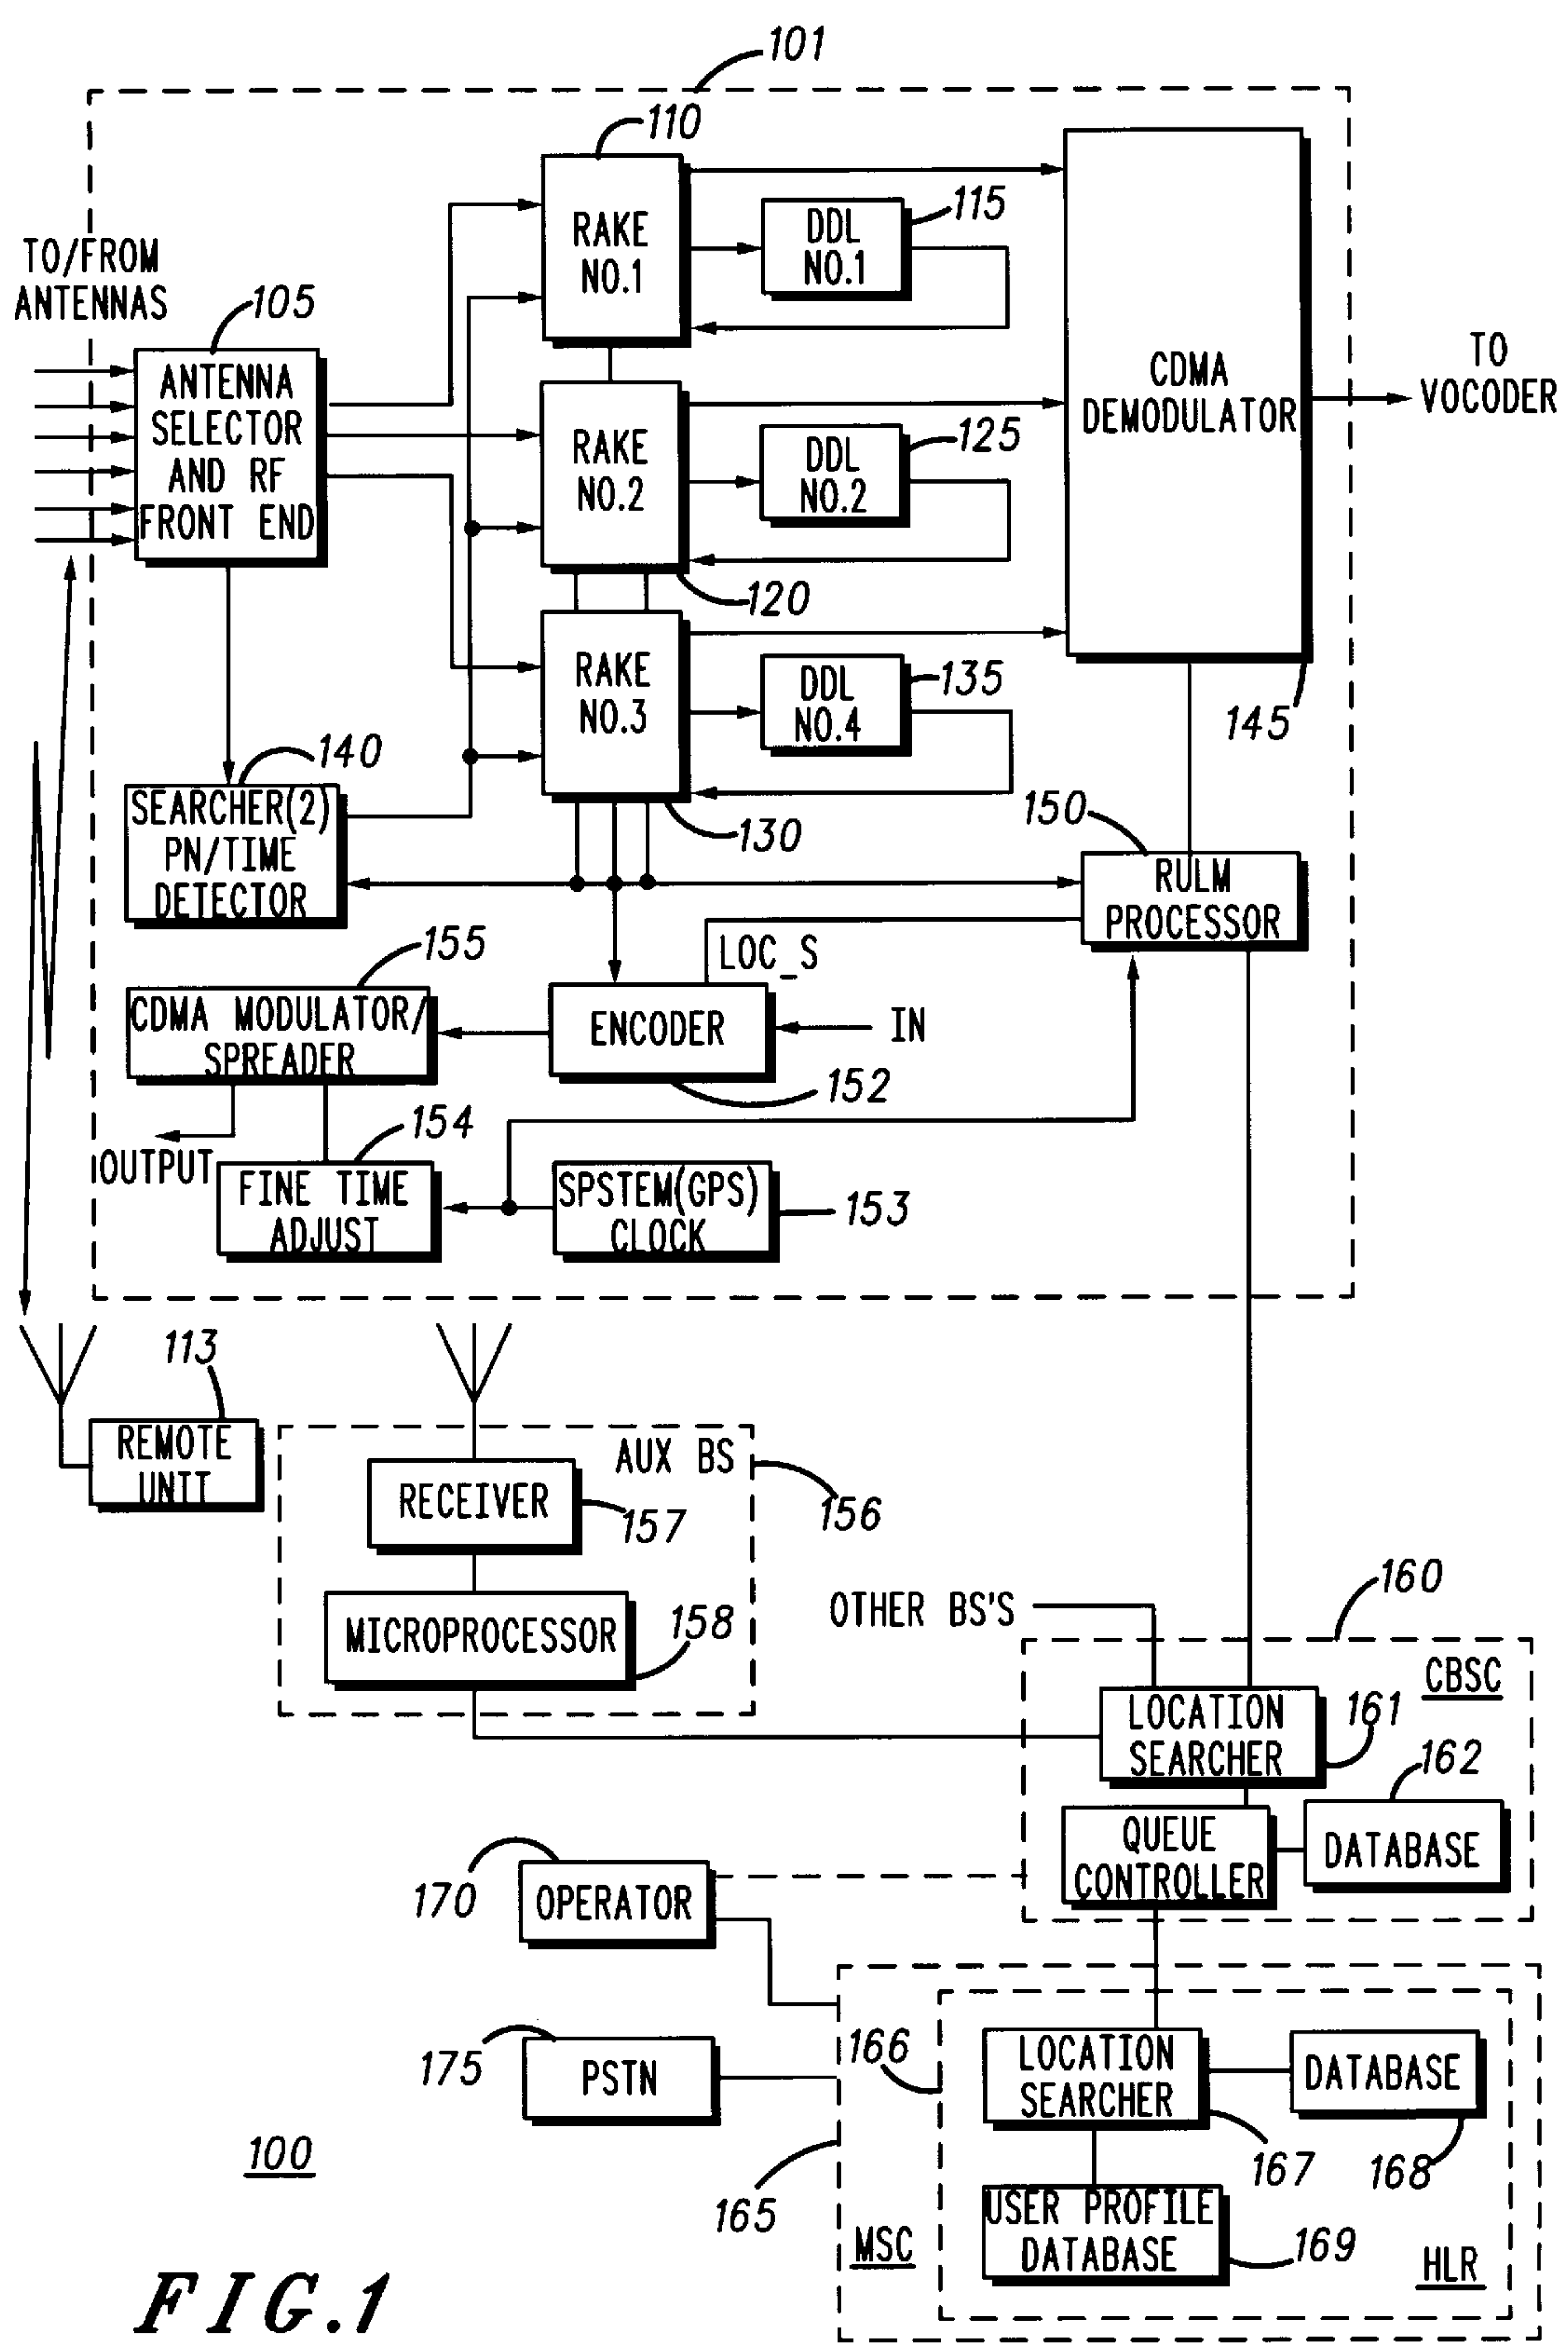 101
110
RAKE
NO.1
DDL
NO.1
115
TO/FROM
ANTENNAS
105
ANTENNA
SELECTOR
AND RF
FRONT END
CDMA
DEMODULATOR
TO
VOCODER
RAKE
NO.2
DDL
NO.2
125
120
RAKE
NO.3
DDL
NO.4
135
145
140
SEARCHER(2)
PN/TIME
DETECTOR
130
150
RULM
PROCESSOR
LOC_S
155
CDMA MODULATOR/
SPREADER
ENCODER
IN
152
154
OUTPUT
FINE TIME
ADJUST
SPSTEM(GPS)
CLOCK
153
113
REMOTE
UNIT
AUX BS
156
RECEIVER
157
MICROPROCESSOR
158
OTHER BS'S
160
CBSC
LOCATION
SEARCHER
161
162
QUEUE
CONTROLLER
DATABASE
170
OPERATOR
175
PSTN
166
LOCATION
SEARCHER
DATABASE
167
168
165
MSC
USER PROFILE
DATABASE
169
HLR
100
FIG.1